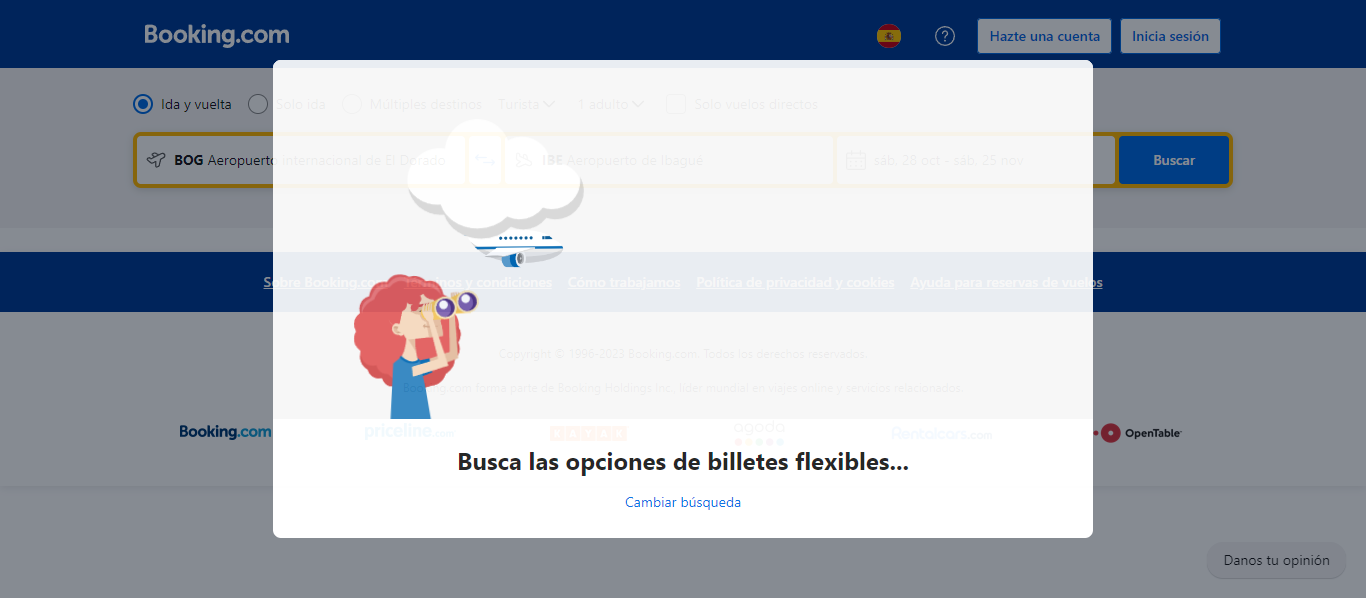 Booking.com
?
Hazte una cuenta
Inicia sesión
Ida y vuelta
Solo ida
Múltiples destinos
Turista
1 adulto
Solo vuelos directos
BOG Aeropuerto internacional de El Dorado
IBE Aeropuerto de Ibagué
sáb. 28 oct - sáb. 25 nov
Buscar
Sobre Booking.com
Términos y condiciones
Cómo trabajamos
Política de privacidad y cookies
Ayuda para reservas de vuelos
Copyright © 1996-2023 Booking.com. Todos los derechos reservados.
Booking.com forma parte de Booking Holdings Inc., líder mundial en viajes online y servicios relacionados.
Booking.com
priceline.com
KAYAK
agoda
Rentalcars.com
OpenTable
Busca las opciones de billetes flexibles...
Cambiar búsqueda
Danos tu opinión